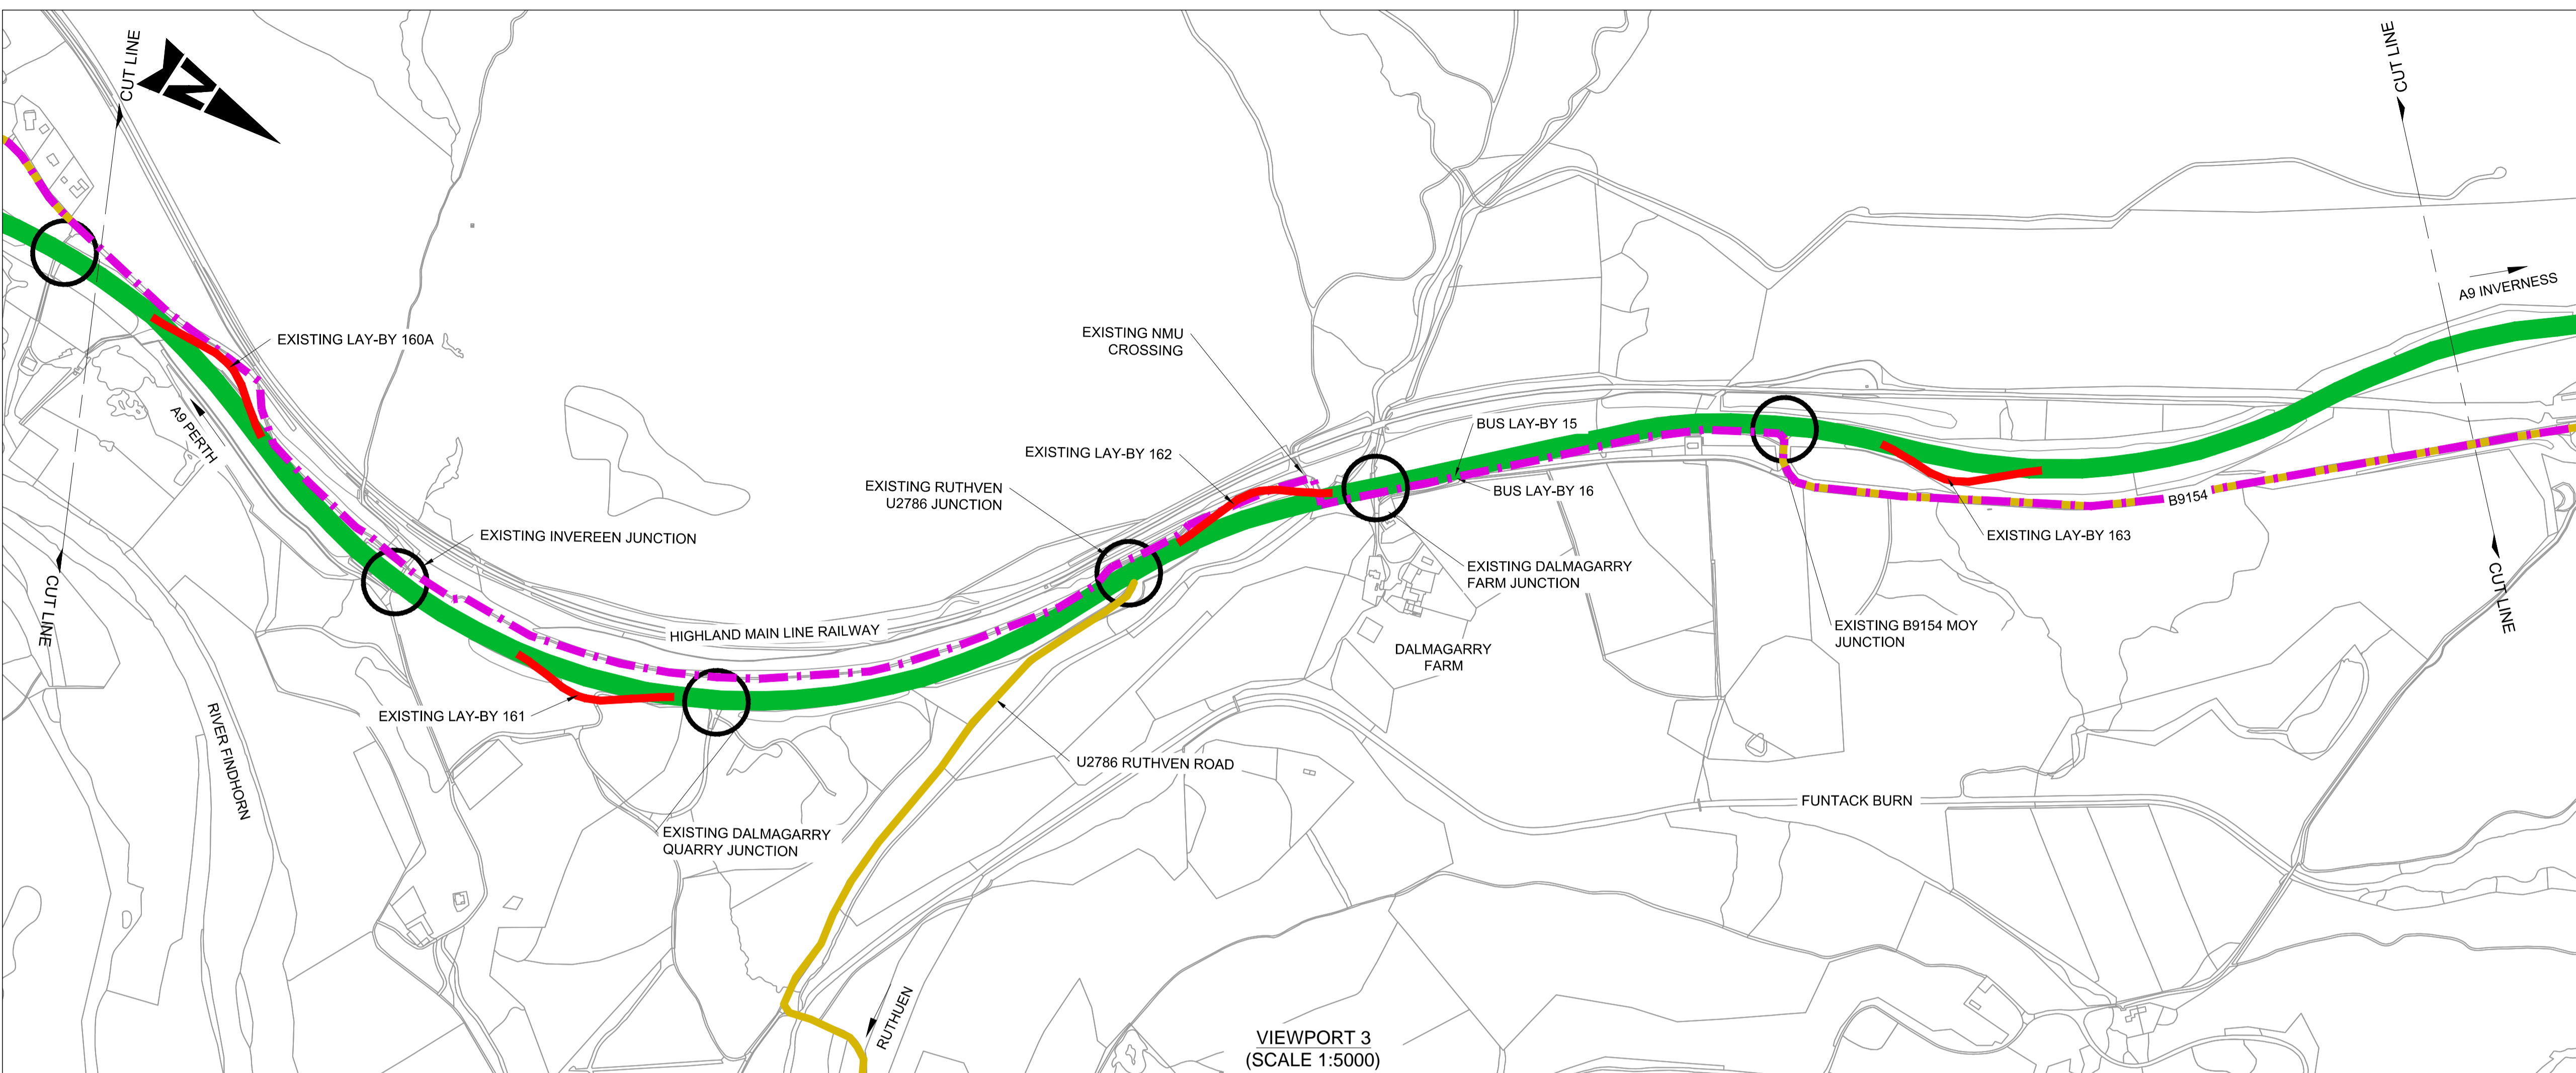 CUT LINE
N
CUT LINE
A9 INVERNESS
EXISTING LAY-BY 160A
EXISTING NMU
CROSSING
A9 PERTH
BUS LAY-BY 15
EXISTING LAY-BY 162
EXISTING RUTHVEN
U2786 JUNCTION
BUS LAY-BY 16
B9154
EXISTING LAY-BY 163
EXISTING INVEREEN JUNCTION
EXISTING DALMAGARRY
FARM JUNCTION
CUT LINE
CUT LINE
EXISTING B9154 MOY
JUNCTION
HIGHLAND MAIN LINE RAILWAY
DALMAGARRY
FARM
EXISTING LAY-BY 161
RIVER FINDHORN
U2786 RUTHVEN ROAD
FUNTACK BURN
EXISTING DALMAGARRY
QUARRY JUNCTION
RUTHUEN
VIEWPORT 3
(SCALE 1:5000)